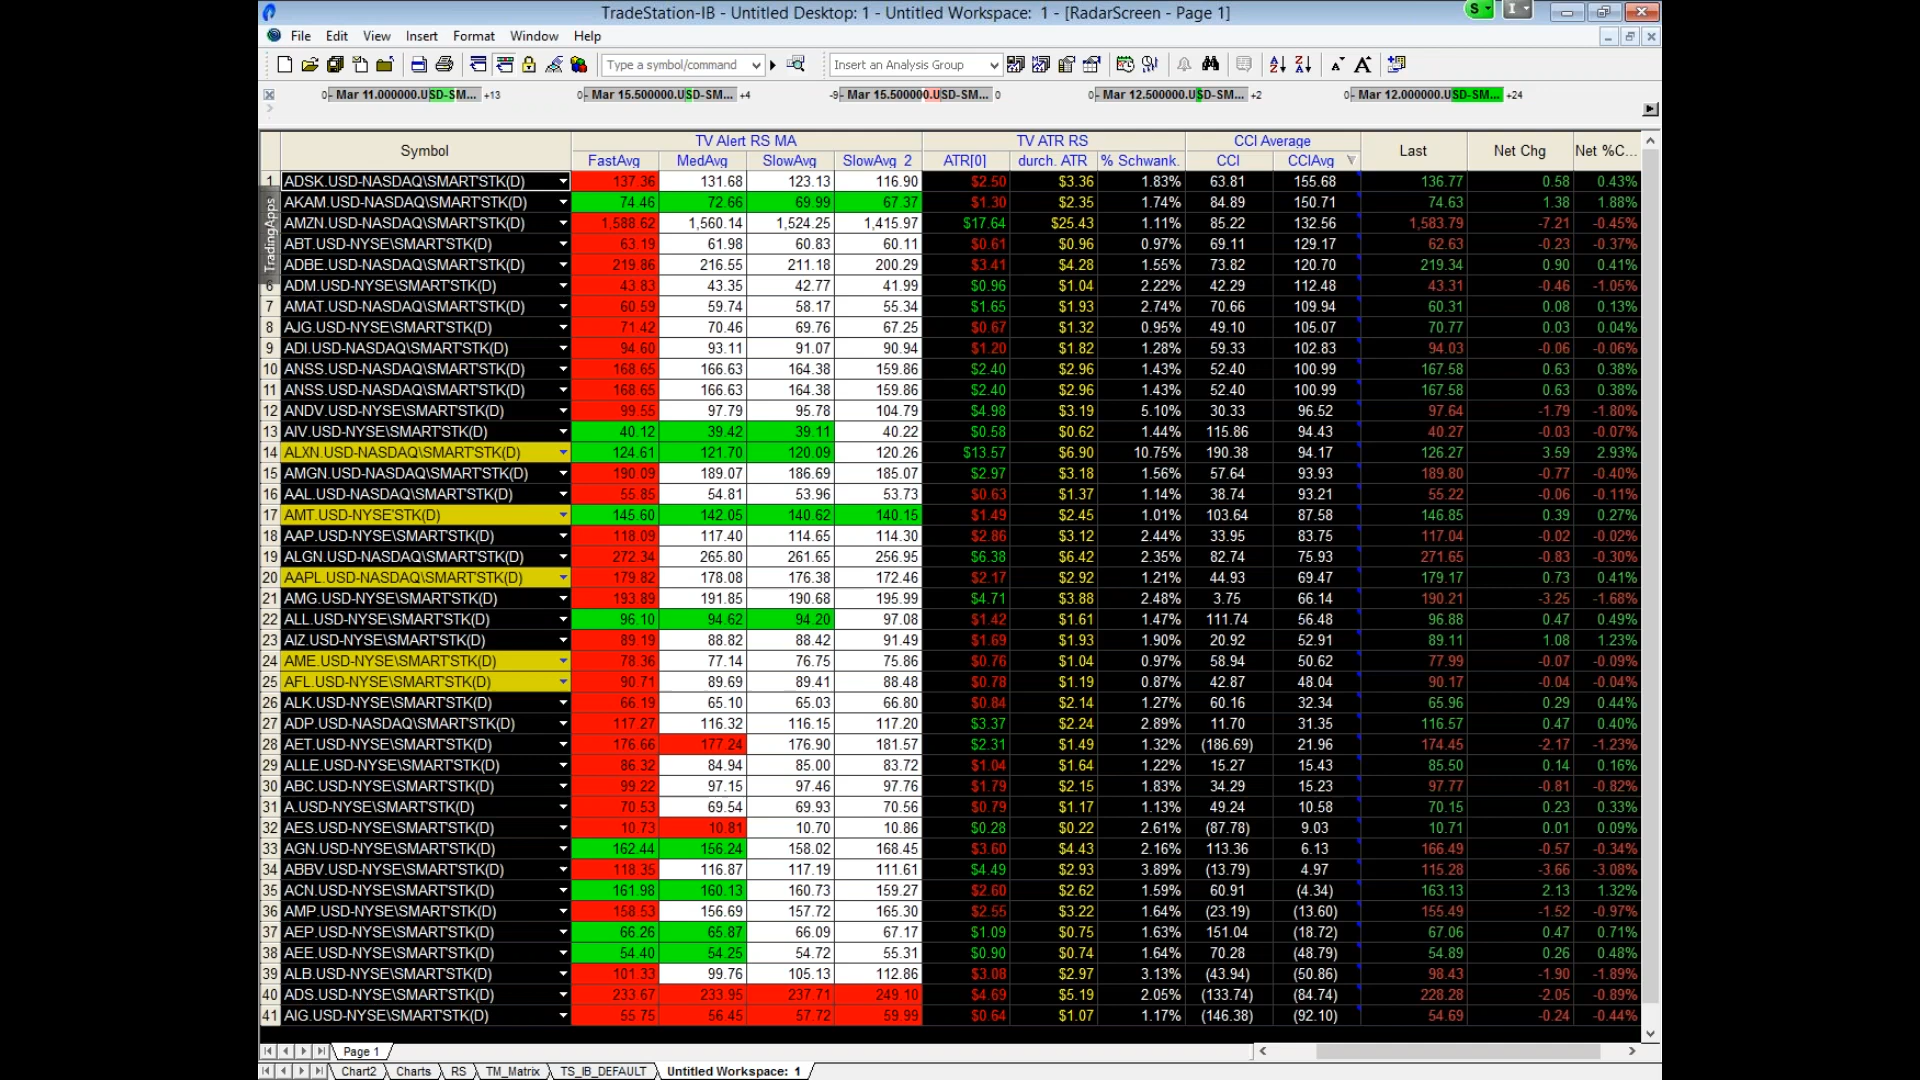 TradeStation-IB - Untitled Desktop: 1 - Untitled Workspace: 1 - [RadarScreen - Page 1]
S I
File Edit View Insert Format Window Help
Type a symbol/command Insert an Analysis Group
0 Mar 11.000000.USD-SM... +13 0 Mar 15.500000.USD-SM... +4 -9 Mar 15.500000.USD-SM... 0 0 Mar 12.500000.USD-SM... +2 0 Mar 12.000000.USD-SM... +24
Symbol TV Alert RS MA TV ATR RS CCI Average Last Net Chg Net %C...
FastAvg MedAvg SlowAvg SlowAvg 2 ATR[0] durch. ATR % Schwank. CCI CCIAvg
TradingApps
1 ADSK.USD-NASDAQ\SMART'STK(D) 137.36 131.68 123.13 116.90 $2.50 $3.36 1.83% 63.81 155.68 136.77 0.58 0.43%
AKAM.USD-NASDAQ\SMART'STK(D) 74.46 72.66 69.99 67.37 $1.30 $2.35 1.74% 84.89 150.71 74.63 1.38 1.88%
AMZN.USD-NASDAQ\SMART'STK(D) 1,588.62 1,560.14 1,524.25 1,415.97 $17.64 $25.43 1.11% 85.22 132.56 1,583.79 -7.21 -0.45%
ABT.USD-NYSE\SMART'STK(D) 63.19 61.98 60.83 60.11 $0.61 $0.96 0.97% 69.11 129.17 62.63 -0.23 -0.37%
ADBE.USD-NASDAQ\SMART'STK(D) 219.86 216.55 211.18 200.29 $3.41 $4.28 1.55% 73.82 120.70 219.34 0.90 0.41%
6 ADM.USD-NYSE\SMART'STK(D) 43.83 43.35 42.77 41.99 $0.96 $1.04 2.22% 42.29 112.48 43.31 -0.46 -1.05%
7 AMAT.USD-NASDAQ\SMART'STK(D) 60.59 59.74 58.17 55.34 $1.65 $1.93 2.74% 70.66 109.94 60.31 0.08 0.13%
8 AJG.USD-NYSE\SMART'STK(D) 71.42 70.46 69.76 67.25 $0.67 $1.32 0.95% 49.10 105.07 70.77 0.03 0.04%
9 ADI.USD-NASDAQ\SMART'STK(D) 94.60 93.11 91.07 90.94 $1.20 $1.82 1.28% 59.33 102.83 94.03 -0.06 -0.06%
10 ANSS.USD-NASDAQ\SMART'STK(D) 168.65 166.63 164.38 159.86 $2.40 $2.96 1.43% 52.40 100.99 167.58 0.63 0.38%
11 ANSS.USD-NASDAQ\SMART'STK(D) 168.65 166.63 164.38 159.86 $2.40 $2.96 1.43% 52.40 100.99 167.58 0.63 0.38%
12 ANDV.USD-NYSE\SMART'STK(D) 99.55 97.79 95.78 104.79 $4.98 $3.19 5.10% 30.33 96.52 97.64 -1.79 -1.80%
13 AIV.USD-NYSE\SMART'STK(D) 40.12 39.42 39.11 40.22 $0.58 $0.62 1.44% 115.86 94.43 40.27 -0.03 -0.07%
14 ALXN.USD-NASDAQ\SMART'STK(D) 124.61 121.70 120.09 120.26 $13.57 $6.90 10.75% 190.38 94.17 126.27 3.59 2.93%
15 AMGN.USD-NASDAQ\SMART'STK(D) 190.09 189.07 186.69 185.07 $2.97 $3.18 1.56% 57.64 93.93 189.80 -0.77 -0.40%
16 AAL.USD-NASDAQ\SMART'STK(D) 55.85 54.81 53.96 53.73 $0.63 $1.37 1.14% 38.74 93.21 55.22 -0.06 -0.11%
17 AMT.USD-NYSE'STK(D) 145.60 142.05 140.62 140.15 $1.49 $2.45 1.01% 103.64 87.58 146.85 0.39 0.27%
18 AAP.USD-NYSE\SMART'STK(D) 118.09 117.40 114.65 114.30 $2.86 $3.12 2.44% 33.95 83.75 117.04 -0.02 -0.02%
19 ALGN.USD-NASDAQ\SMART'STK(D) 272.34 265.80 261.65 256.95 $6.38 $6.42 2.35% 82.74 75.93 271.65 -0.83 -0.30%
20 AAPL.USD-NASDAQ\SMART'STK(D) 179.82 178.08 176.38 172.46 $2.17 $2.92 1.21% 44.93 69.47 179.17 0.73 0.41%
21 AMG.USD-NYSE\SMART'STK(D) 193.89 191.85 190.68 195.99 $4.71 $3.88 2.48% 3.75 66.14 190.21 -3.25 -1.68%
22 ALL.USD-NYSE\SMART'STK(D) 96.10 94.62 94.20 97.08 $1.42 $1.61 1.47% 111.74 56.48 96.88 0.47 0.49%
23 AIZ.USD-NYSE\SMART'STK(D) 89.19 88.82 88.42 91.49 $1.69 $1.93 1.90% 20.92 52.91 89.11 1.08 1.23%
24 AME.USD-NYSE\SMART'STK(D) 78.36 77.14 76.75 75.86 $0.76 $1.04 0.97% 58.94 50.62 77.99 -0.07 -0.09%
25 AFL.USD-NYSE\SMART'STK(D) 90.71 89.69 89.41 88.48 $0.78 $1.19 0.87% 42.87 48.04 90.17 -0.04 -0.04%
26 ALK.USD-NYSE\SMART'STK(D) 66.19 65.10 65.03 66.80 $0.84 $2.14 1.27% 60.16 32.34 65.96 0.29 0.44%
27 ADP.USD-NASDAQ\SMART'STK(D) 117.27 116.32 116.15 117.20 $3.37 $2.24 2.89% 11.70 31.35 116.57 0.47 0.40%
28 AET.USD-NYSE\SMART'STK(D) 176.66 177.24 176.90 181.57 $2.31 $1.49 1.32% (186.69) 21.96 174.45 -2.17 -1.23%
29 ALLE.USD-NYSE\SMART'STK(D) 86.32 84.94 85.00 83.72 $1.04 $1.64 1.22% 15.27 15.43 85.50 0.14 0.16%
30 ABC.USD-NYSE\SMART'STK(D) 99.22 97.15 97.46 97.76 $1.79 $2.15 1.83% 34.29 15.23 97.77 -0.81 -0.82%
31 A.USD-NYSE\SMART'STK(D) 70.53 69.54 69.93 70.56 $0.79 $1.17 1.13% 49.24 10.58 70.15 0.23 0.33%
32 AES.USD-NYSE\SMART'STK(D) 10.73 10.81 10.70 10.86 $0.28 $0.22 2.61% (87.78) 9.03 10.71 0.01 0.09%
33 AGN.USD-NYSE\SMART'STK(D) 162.44 156.24 158.02 168.45 $3.60 $4.43 2.16% 113.36 6.13 166.49 -0.57 -0.34%
34 ABBV.USD-NYSE\SMART'STK(D) 118.35 116.87 117.19 111.61 $4.49 $2.93 3.89% (13.79) 4.97 115.28 -3.66 -3.08%
35 ACN.USD-NYSE\SMART'STK(D) 161.98 160.13 160.73 159.27 $2.60 $2.62 1.59% 60.91 (4.34) 163.13 2.13 1.32%
36 AMP.USD-NYSE\SMART'STK(D) 158.53 156.69 157.72 165.30 $2.55 $3.22 1.64% (23.19) (13.60) 155.49 -1.52 -0.97%
37 AEP.USD-NYSE\SMART'STK(D) 66.26 65.87 66.09 67.17 $1.09 $0.75 1.63% 151.04 (18.72) 67.06 0.47 0.71%
38 AEE.USD-NYSE\SMART'STK(D) 54.40 54.25 54.72 55.31 $0.90 $0.74 1.64% 70.28 (48.79) 54.89 0.26 0.48%
39 ALB.USD-NYSE\SMART'STK(D) 101.33 99.76 105.13 112.86 $3.08 $2.97 3.13% (43.94) (50.86) 98.43 -1.90 -1.89%
40 ADS.USD-NYSE\SMART'STK(D) 233.67 233.95 237.71 249.10 $4.69 $5.19 2.05% (133.74) (84.74) 228.28 -2.05 -0.89%
41 AIG.USD-NYSE\SMART'STK(D) 55.75 56.45 57.72 59.99 $0.64 $1.07 1.17% (146.38) (92.10) 54.69 -0.24 -0.44%
Page 1
Chart2 Charts RS TM_Matrix TS_IB_DEFAULT Untitled Workspace: 1